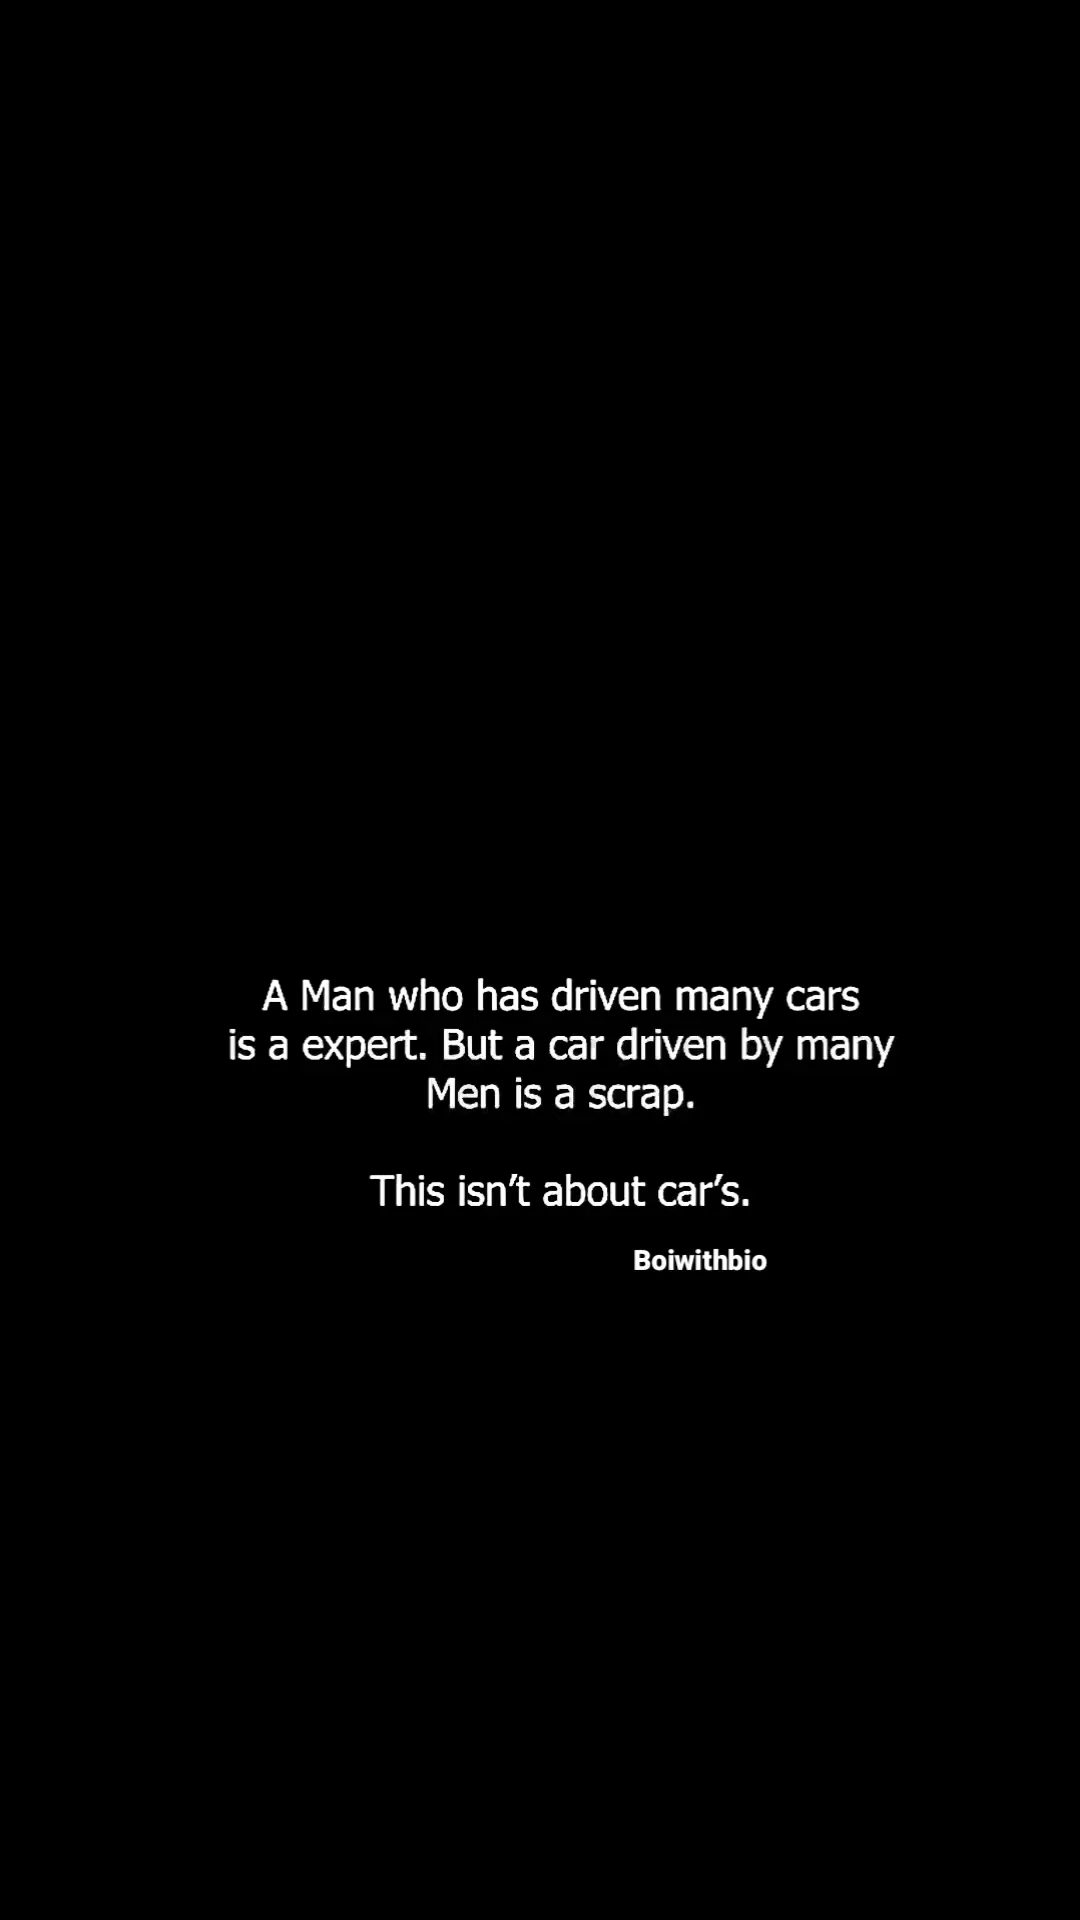 A Man who has driven many cars
is a expert. But a car driven by many
Men is a scrap.
This isn’t about car’s.
Boiwithbio